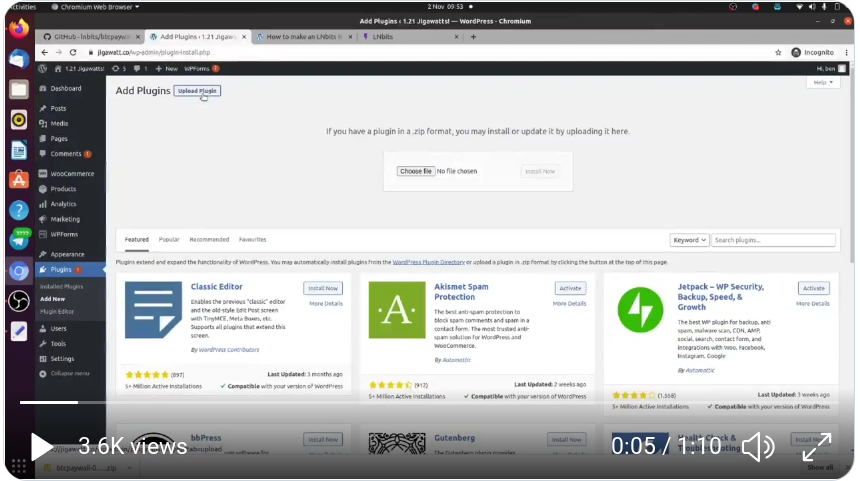 Activities
Chromium Web Browser
2 Nov 09:53
Add Plugins ‹ 1.21 Jigawatts! — WordPress - Chromium
GitHub - lnbits/btcpaywal
Add Plugins ‹ 1.21 Jigawatts!
How to make an LNbits
LNbits
jigawatt.co/wp-admin/plugin-install.php
Incognito
1.21 Jigawatts!
5
1
New
WPForms
Hi, ben
Dashboard
Add Plugins
Upload Plugin
Help
Posts
Media
Pages
Comments
If you have a plugin in a .zip format, you may install or update it by uploading it here.
WooCommerce
Choose file
No file chosen
Install Now
Products
Analytics
Marketing
WPForms
Featured
Popular
Recommended
Favourites
Keyword
Search plugins...
Appearance
Plugins
Plugins extend and expand the functionality of WordPress. You may automatically install plugins from the WordPress Plugin Directory or upload a plugin in .zip format by clicking the button at the top of this page.
Installed Plugins
Add New
Plugin Editor
Users
Tools
Settings
Collapse menu
Classic Editor
Install Now
More Details
Enables the previous "classic" editor
and the old-style Edit Post screen
with TinyMCE, Meta Boxes, etc.
Supports all plugins that extend this
screen.
By WordPress Contributors
(897)
Last Updated: 3 months ago
5+ Million Active Installations
Compatible with your version of WordPress
Akismet Spam
Protection
Activate
More Details
The best anti-spam protection to
block spam comments and spam in a
contact form. The most trusted anti-
spam solution for WordPress and
WooCommerce.
By Automattic
(912)
Last Updated: 2 weeks ago
5+ Million Active Installations
Compatible with your version of WordPress
Jetpack – WP Security,
Backup, Speed, &
Growth
Activate
More Details
The best WP plugin for backup, anti
spam, malware scan, CDN, AMP,
social, search, contact form, and
integrations with Woo, Facebook,
Instagram, Google
By Automattic
(1,558)
Last Updated: 3 weeks ago
5+ Million Active Installations
Compatible with your version of WordPress
bbPress
Install Now
Gutenberg
Install Now
Health Check &
Troubleshooting
3.6K views
0:05 / 1:10
btcpaywall-0.....zip
Show all